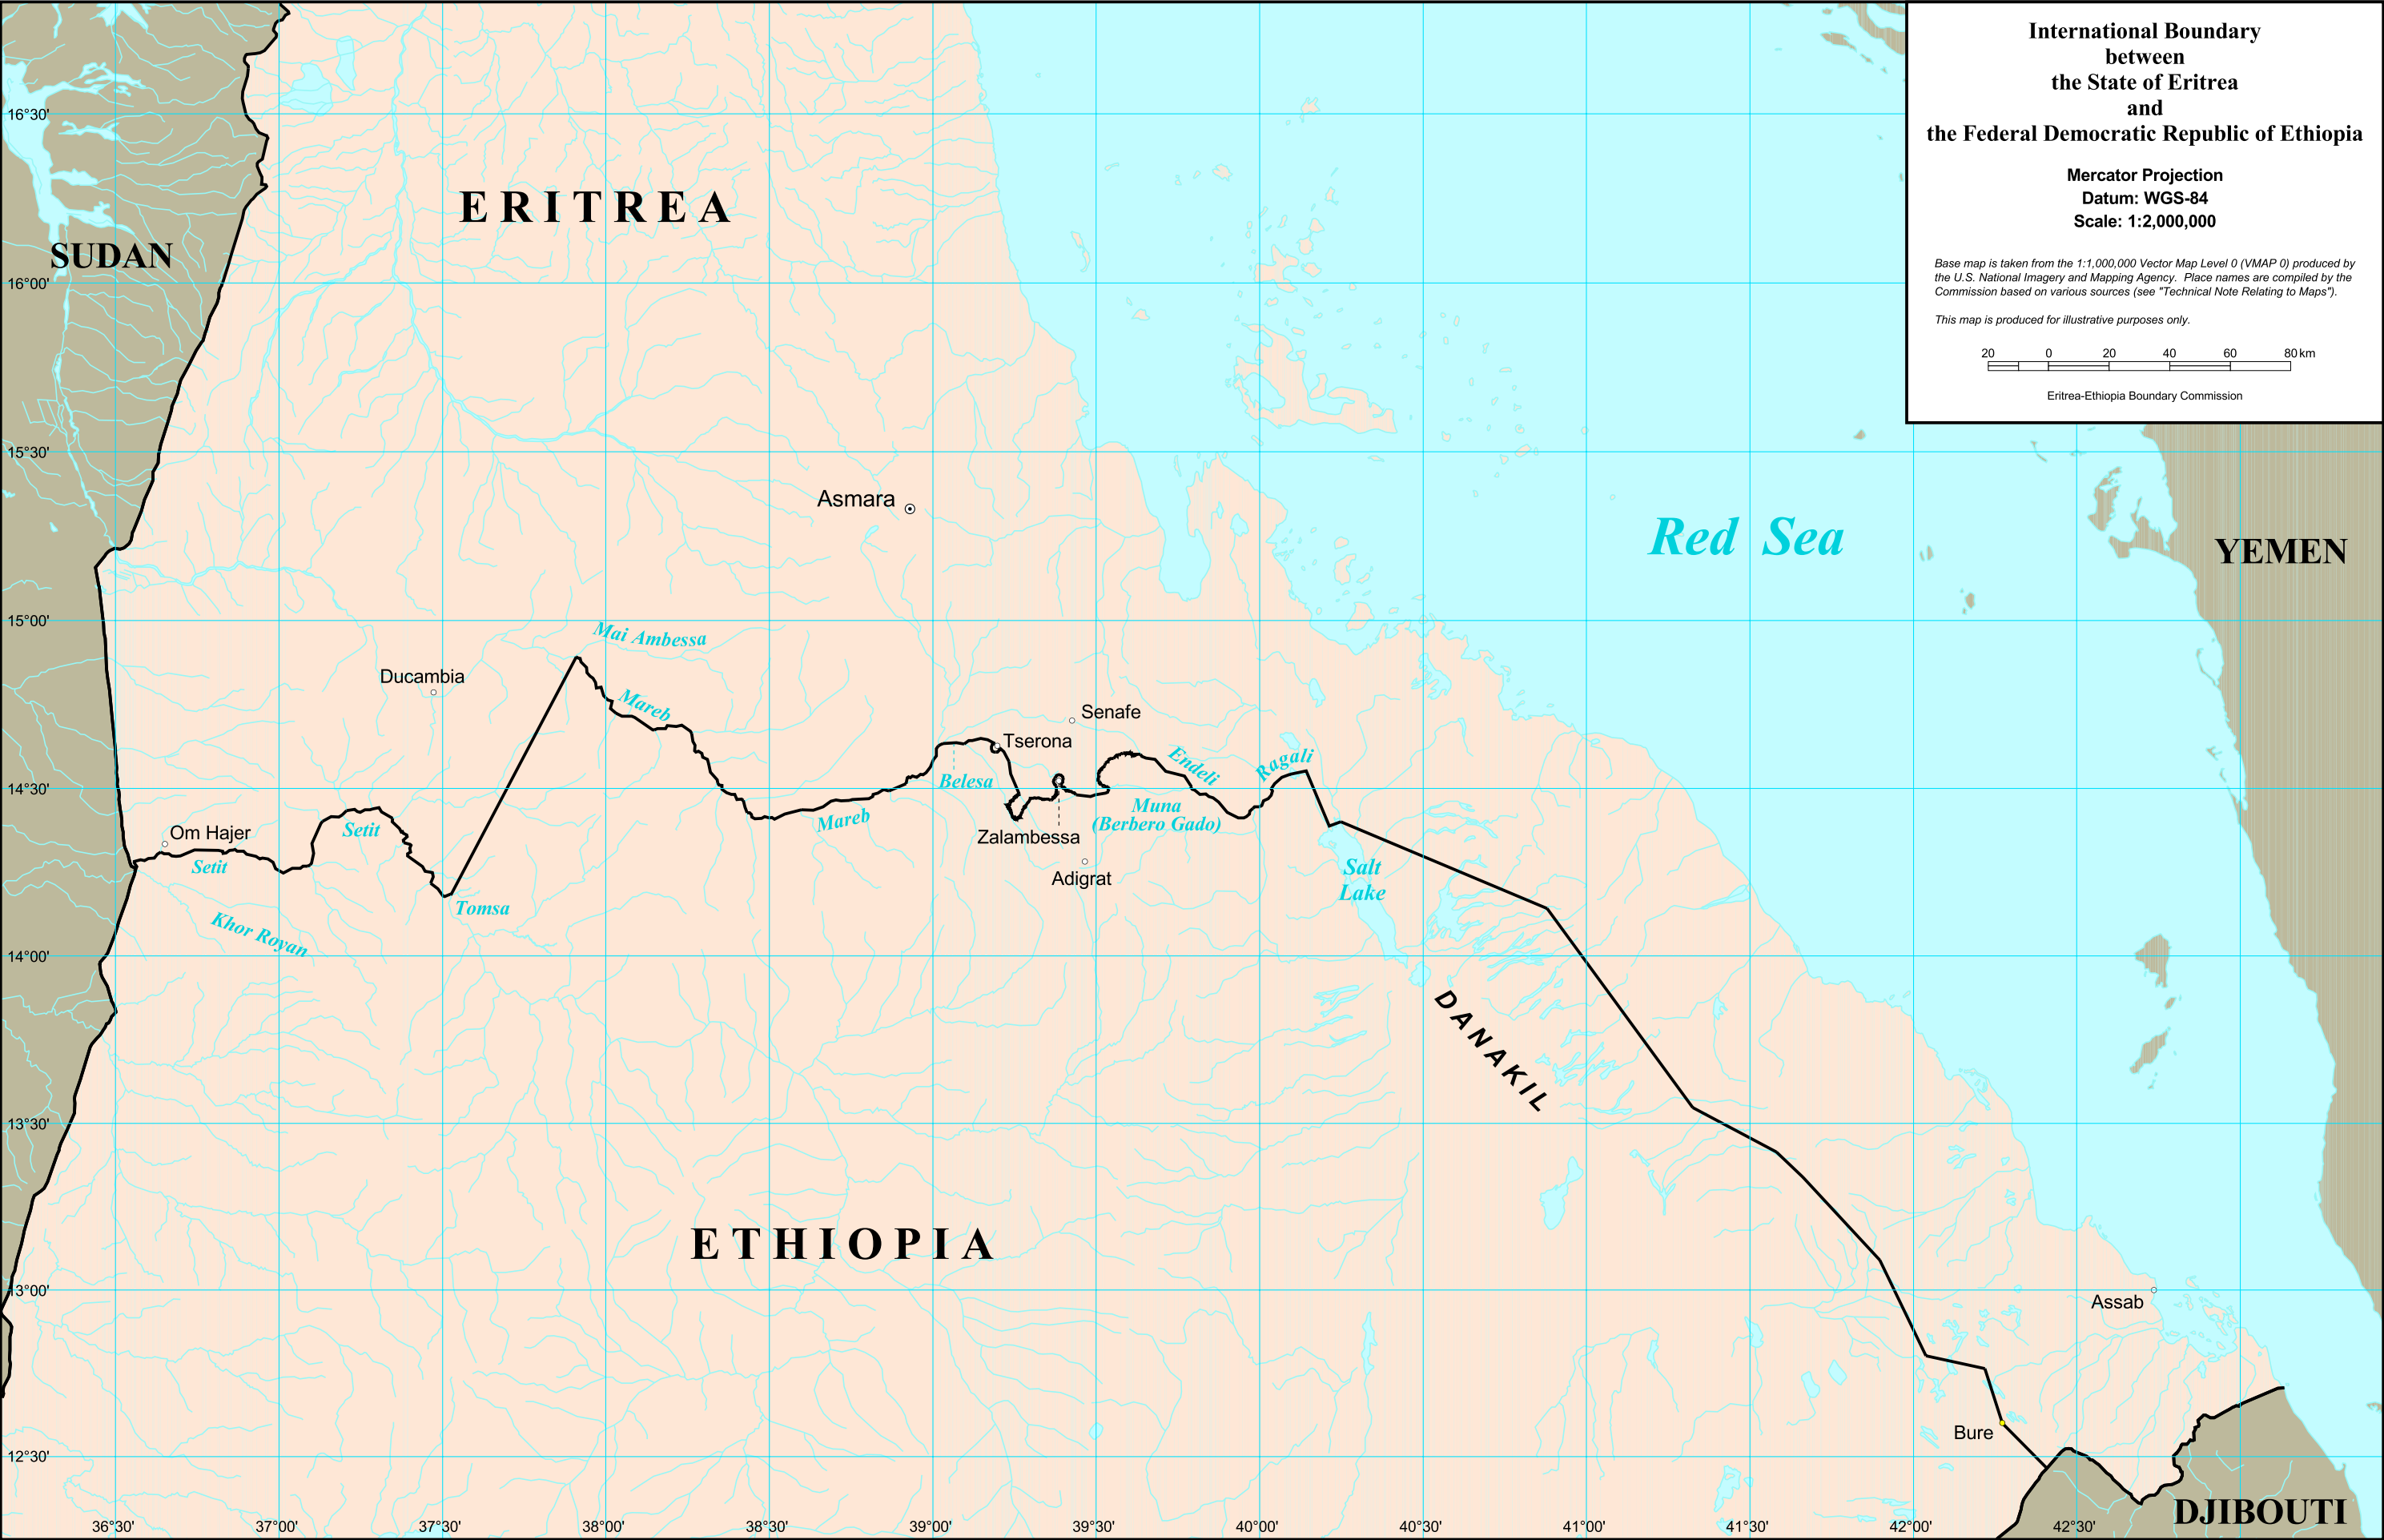 International Boundary
between
the State of Eritrea
and
the Federal Democratic Republic of Ethiopia
Mercator Projection
Datum: WGS-84
Scale: 1:2,000,000
Base map is taken from the 1:1,000,000 Vector Map Level 0 (VMAP 0) produced by
the U.S. National Imagery and Mapping Agency. Place names are compiled by the
Commission based on various sources (see "Technical Note Relating to Maps").
This map is produced for illustrative purposes only.
20 0 20 40 60 80 km
Eritrea-Ethiopia Boundary Commission
16°30'
ERITREA
SUDAN
16°00'
15°30'
Asmara
Red Sea
YEMEN
15°00'
Mai Ambessa
Ducambia
Mareb
Senafe
Tserona
Endeli
Ragali
Belesa
14°30'
Muna
(Berbero Gado)
Mareb
Setit
Om Hajer
Zalambessa
Setit
Salt
Lake
Adigrat
Tomsa
Khor Royan
14°00'
DANAKIL
13°30'
ETHIOPIA
13°00'
Assab
Bure
12°30'
DJIBOUTI
36°30' 37°00' 37°30' 38°00' 38°30' 39°00' 39°30' 40°00' 40°30' 41°00' 41°30' 42°00' 42°30'